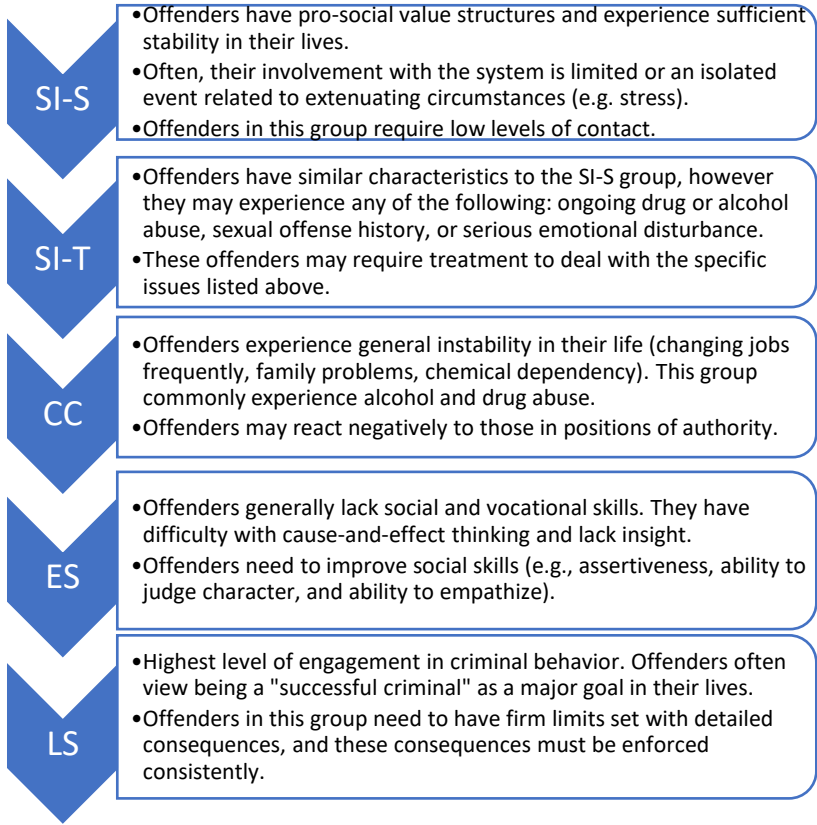 SI-S
•Offenders have pro-social value structures and experience sufficient
stability in their lives.
•Often, their involvement with the system is limited or an isolated
event related to extenuating circumstances (e.g. stress).
•Offenders in this group require low levels of contact.
SI-T
•Offenders have similar characteristics to the SI-S group, however
they may experience any of the following: ongoing drug or alcohol
abuse, sexual offense history, or serious emotional disturbance.
•These offenders may require treatment to deal with the specific
issues listed above.
CC
•Offenders experience general instability in their life (changing jobs
frequently, family problems, chemical dependency). This group
commonly experience alcohol and drug abuse.
•Offenders may react negatively to those in positions of authority.
ES
•Offenders generally lack social and vocational skills. They have
difficulty with cause-and-effect thinking and lack insight.
•Offenders need to improve social skills (e.g., assertiveness, ability to
judge character, and ability to empathize).
LS
•Highest level of engagement in criminal behavior. Offenders often
view being a "successful criminal" as a major goal in their lives.
•Offenders in this group need to have firm limits set with detailed
consequences, and these consequences must be enforced
consistently.